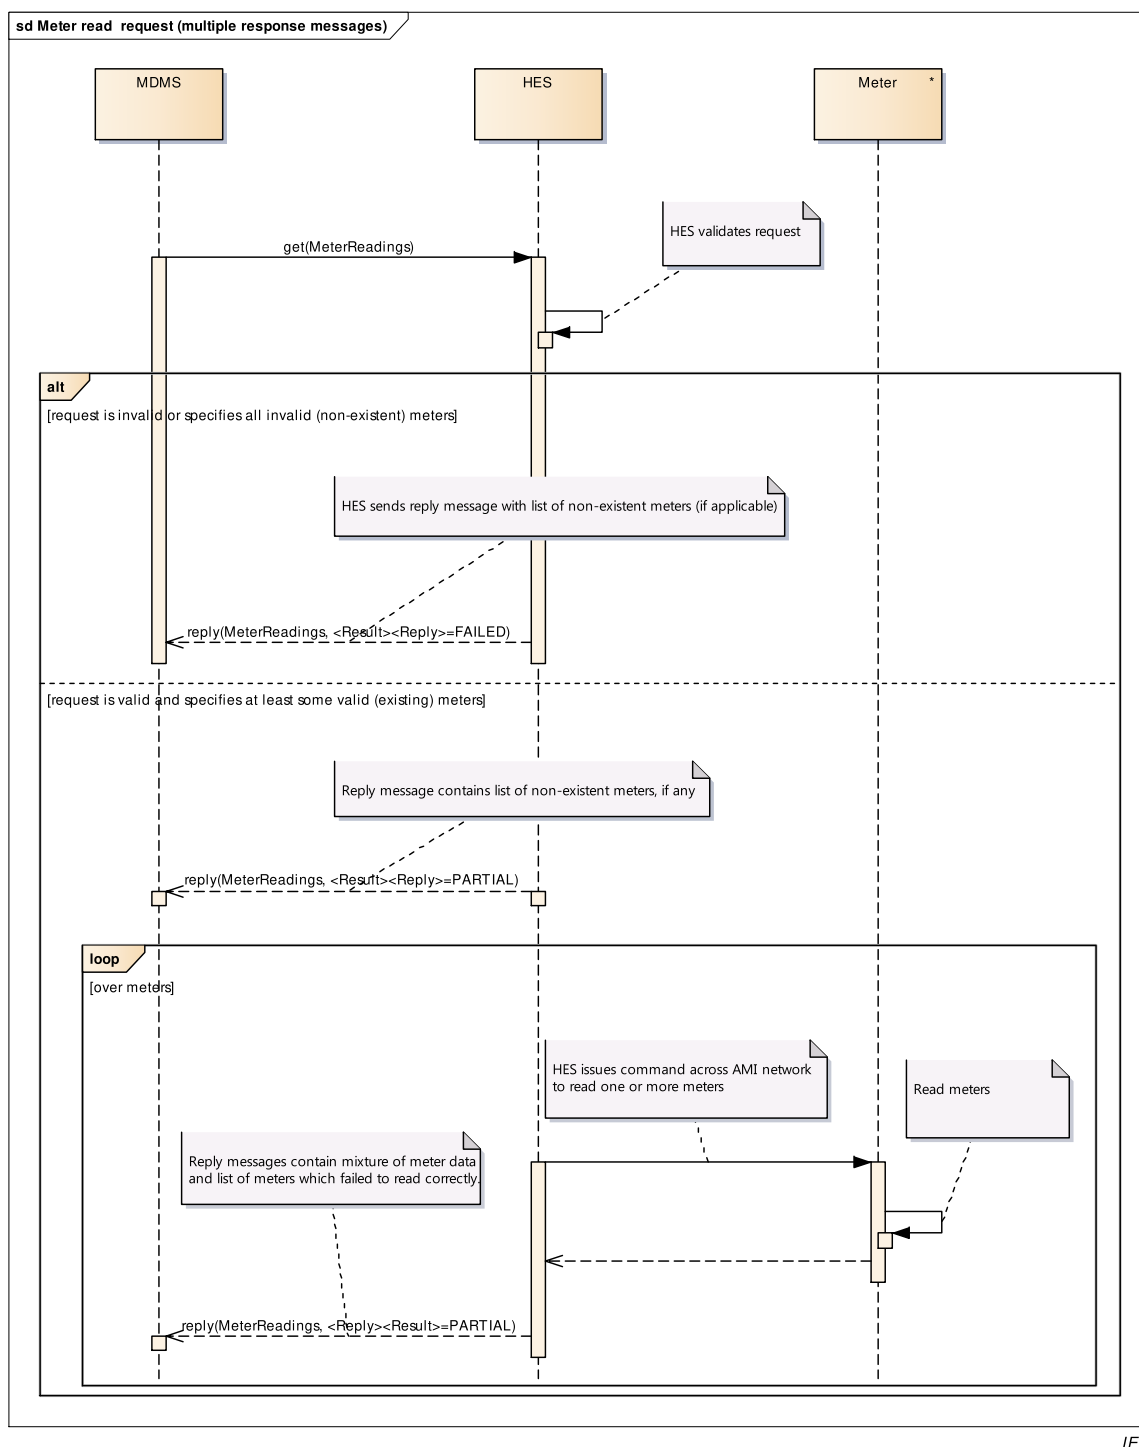 sd Meter read  request (multiple response messages)
MDMS
HES
Meter *
HES validates request
get(MeterReadings)
alt
[request is invalid or specifies all invalid (non-existent) meters]
HES sends reply message with list of non-existent meters (if applicable)
reply(MeterReadings, <Result><Reply>=FAILED)
[request is valid and specifies at least some valid (existing) meters]
Reply message contains list of non-existent meters, if any
reply(MeterReadings, <Result><Reply>=PARTIAL)
loop
[over meters]
HES issues command across AMI network
to read one or more meters
Read meters
Reply messages contain mixture of meter data
and list of meters which failed to read correctly.
reply(MeterReadings, <Reply><Result>=PARTIAL)